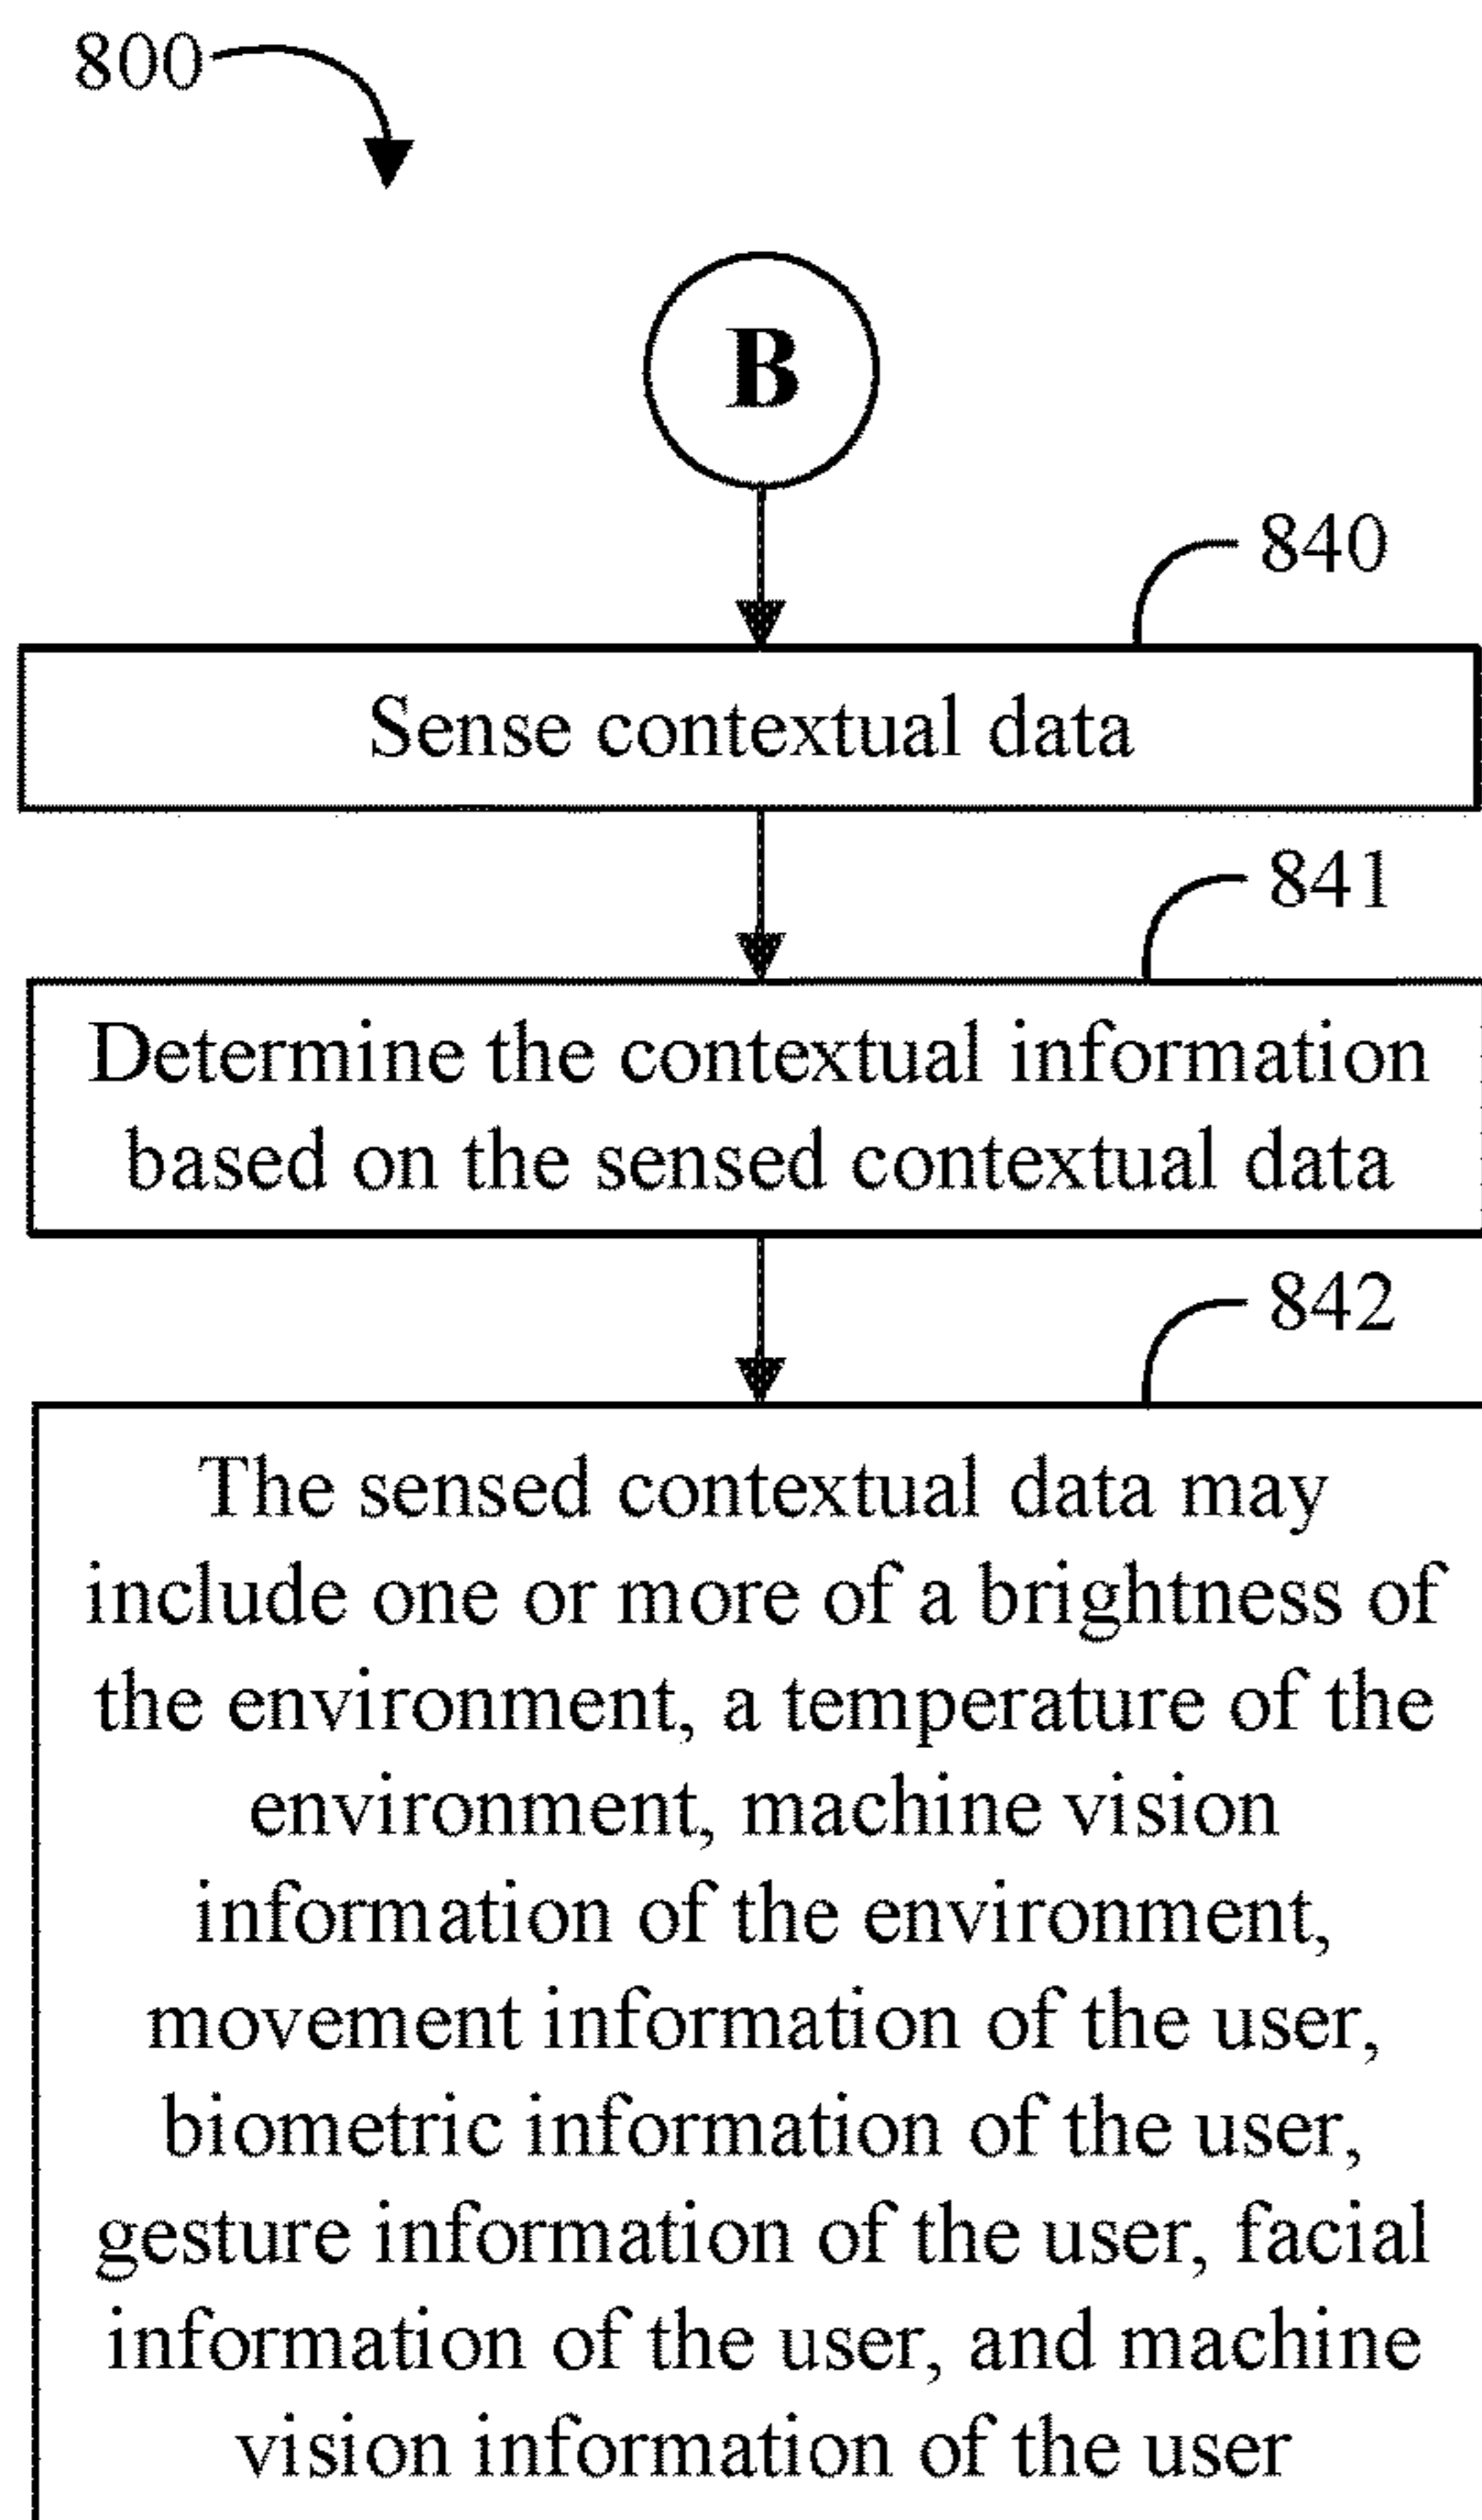 800
B
840
Sense contextual data
841
Determine the contextual information
based on the sensed contextual data
842
The sensed contextual data may
include one or more of a brightness of
the environment, a temperature of the
environment, machine vision
information of the environment,
movement information of the user,
biometric information of the user,
gesture information of the user, facial
information of the user, and machine
vision information of the user